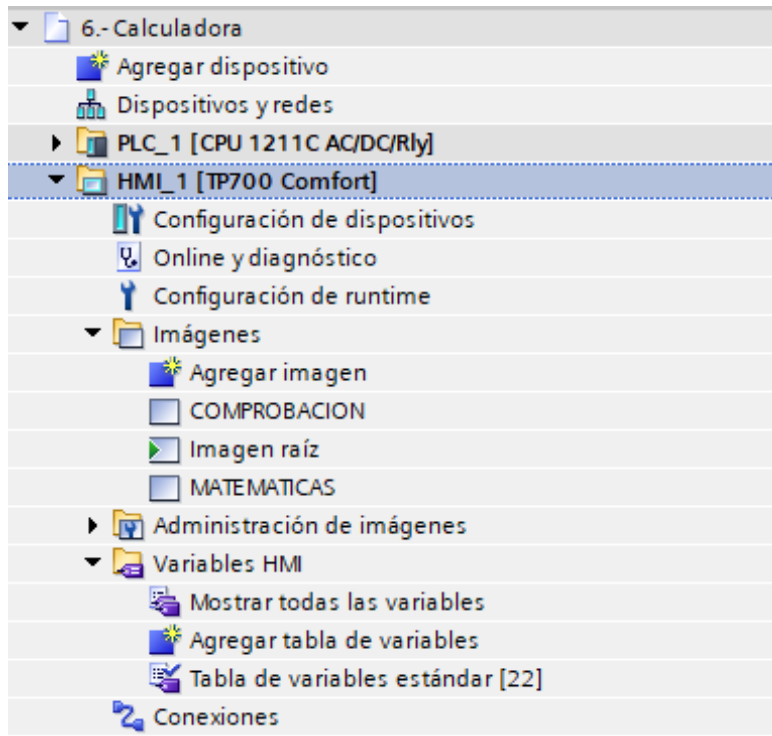 6.- Calculadora
Agregar dispositivo
Dispositivos y redes
PLC_1 [CPU 1211C AC/DC/Rly]
HMI_1 [TP700 Comfort]
Configuración de dispositivos
Online y diagnóstico
Configuración de runtime
Imágenes
Agregar imagen
COMPROBACION
Imagen raíz
MATEMATICAS
Administración de imágenes
Variables HMI
Mostrar todas las variables
Agregar tabla de variables
Tabla de variables estándar [22]
Conexiones